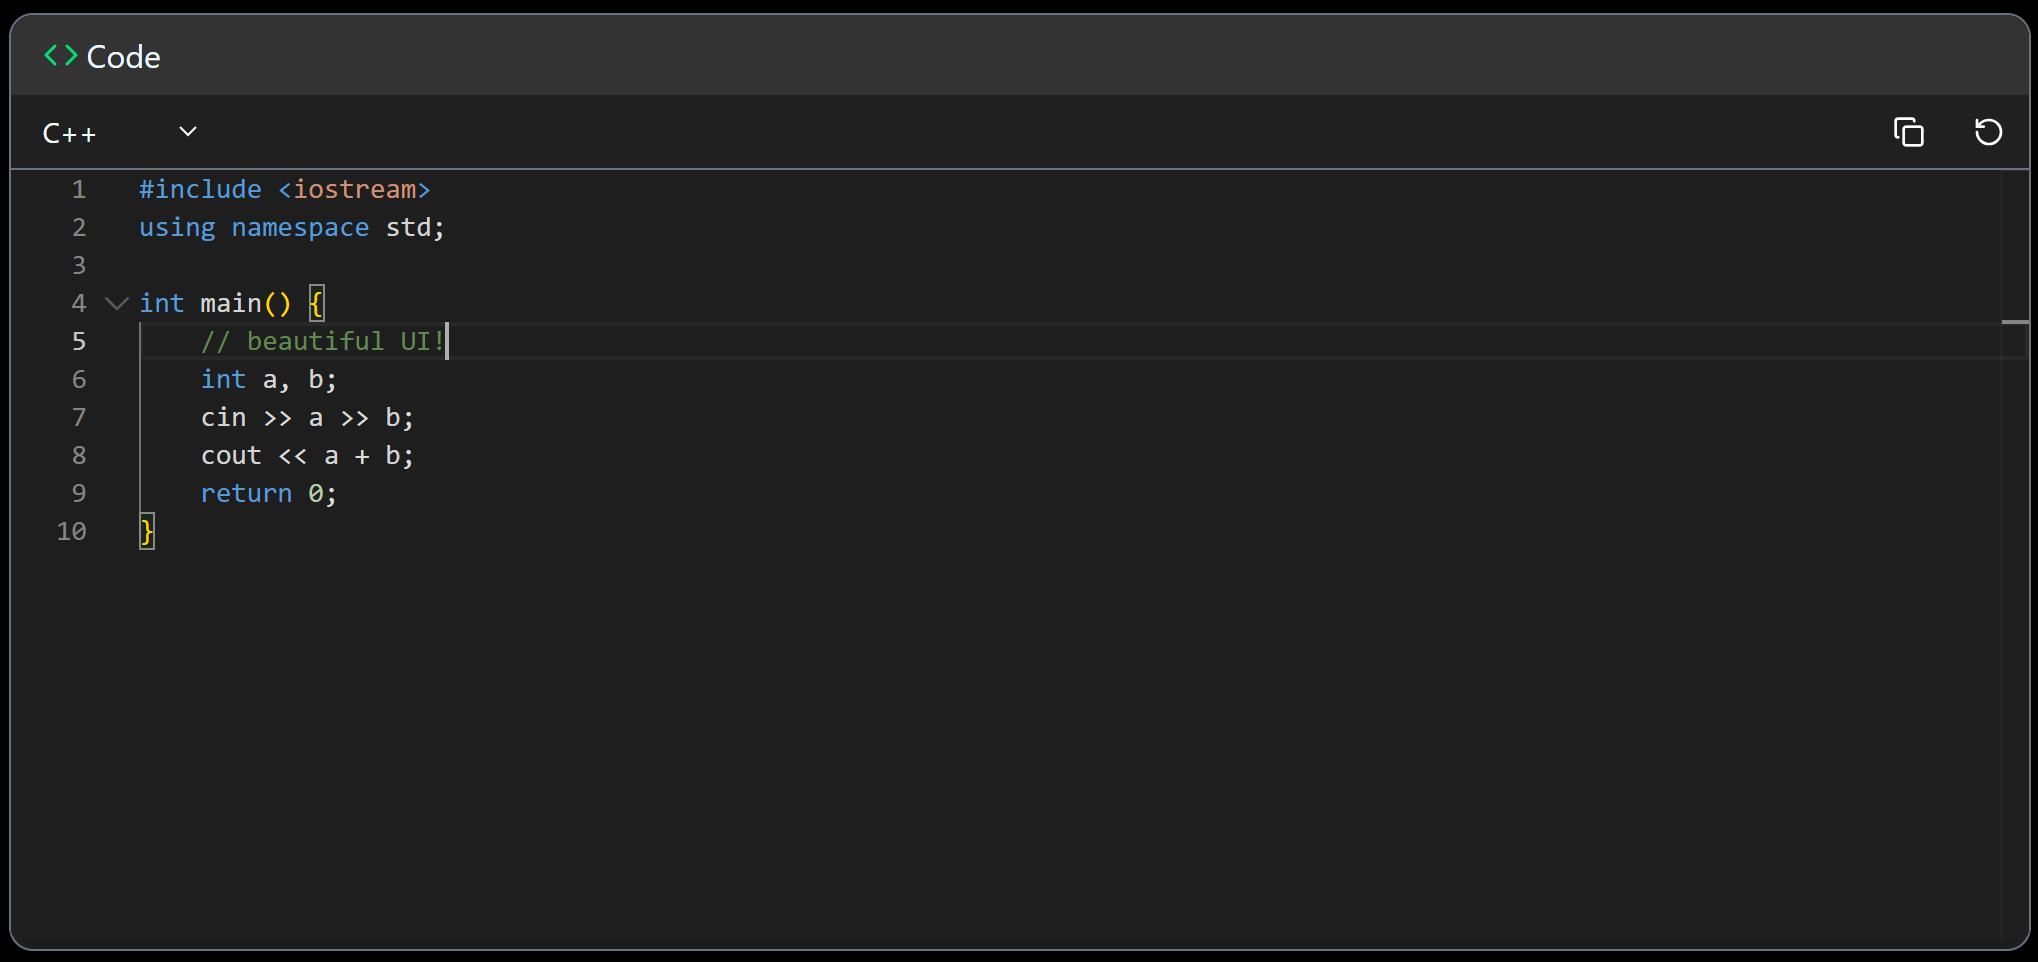 Code
C++
1 #include <iostream>
2 using namespace std;
3
4 int main() {
5     // beautiful UI!
6     int a, b;
7     cin >> a >> b;
8     cout << a + b;
9     return 0;
10 }